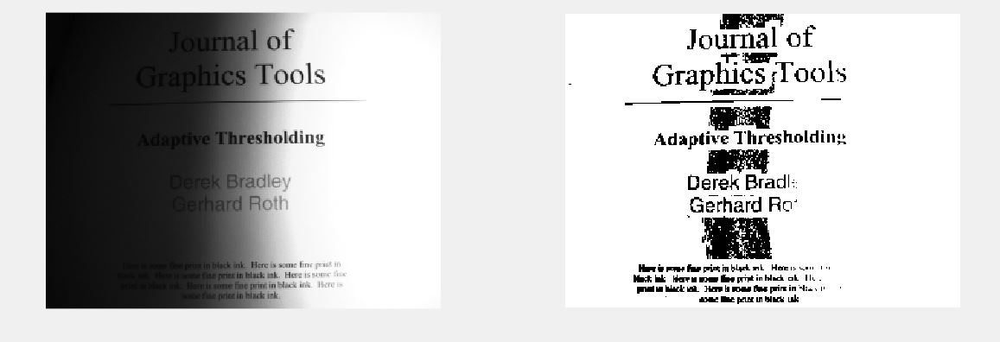 Journal of
Graphics Tools
Adaptive Thresholding
Derek Bradley
Gerhard Roth
Here is some fine print in black ink. Here is some fine print in
black ink. Here is some fine print in black ink. Here is some fine
print in black ink. Here is some fine print in black ink. Here is
some fine print in black ink.
Journal of
Graphics Tools
Adaptive Thresholding
Derek Bradl
Gerhard Ro
Here is some fine print in black ink. Here is
black ink. Here is some fine print in black ink.
print in black ink. Here is some fine print in black
some fine print in black ink